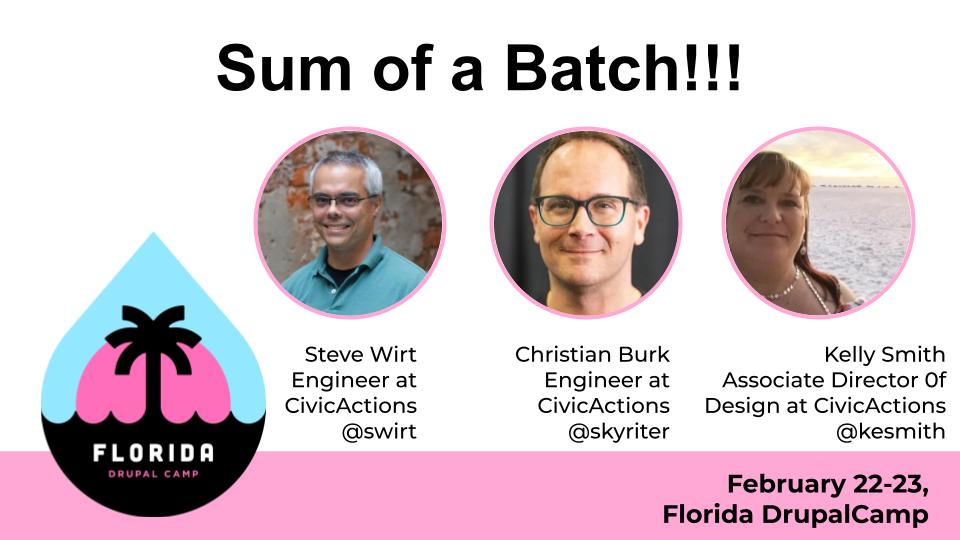 Sum of a Batch!!!
Steve Wirt
Engineer at
CivicActions
@swirt
Christian Burk
Engineer at
CivicActions
@skyriter
Kelly Smith
Associate Director 0f
Design at CivicActions
@kesmith
FLORIDA
DRUPAL CAMP
February 22-23,
Florida DrupalCamp